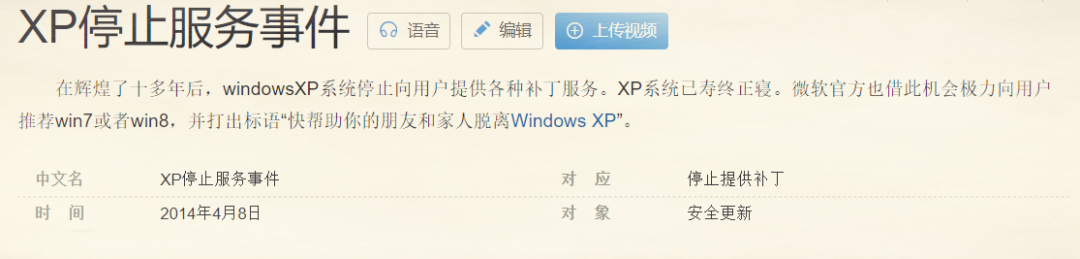 XP停止服务事件 语音 编辑 上传视频
在辉煌了十多年后，windowsXP系统停止向用户提供各种补丁服务。XP系统已寿终正寝。微软官方也借此机会极力向用户
推荐win7或者win8，并打出标语“快帮助你的朋友和家人脱离Windows XP”。
中文名 XP停止服务事件 对 应 停止提供补丁
时 间 2014年4月8日 对 象 安全更新